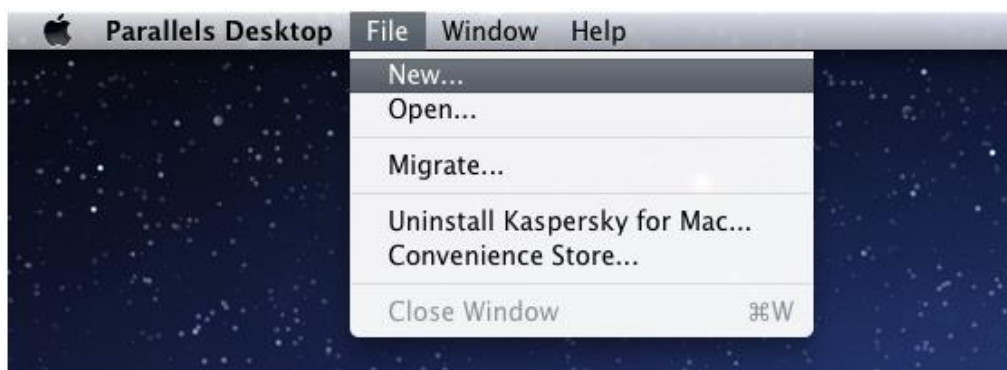 Parallels Desktop File Window Help
New...
Open...
Migrate...
Uninstall Kaspersky for Mac...
Convenience Store...
Close Window ⌘W